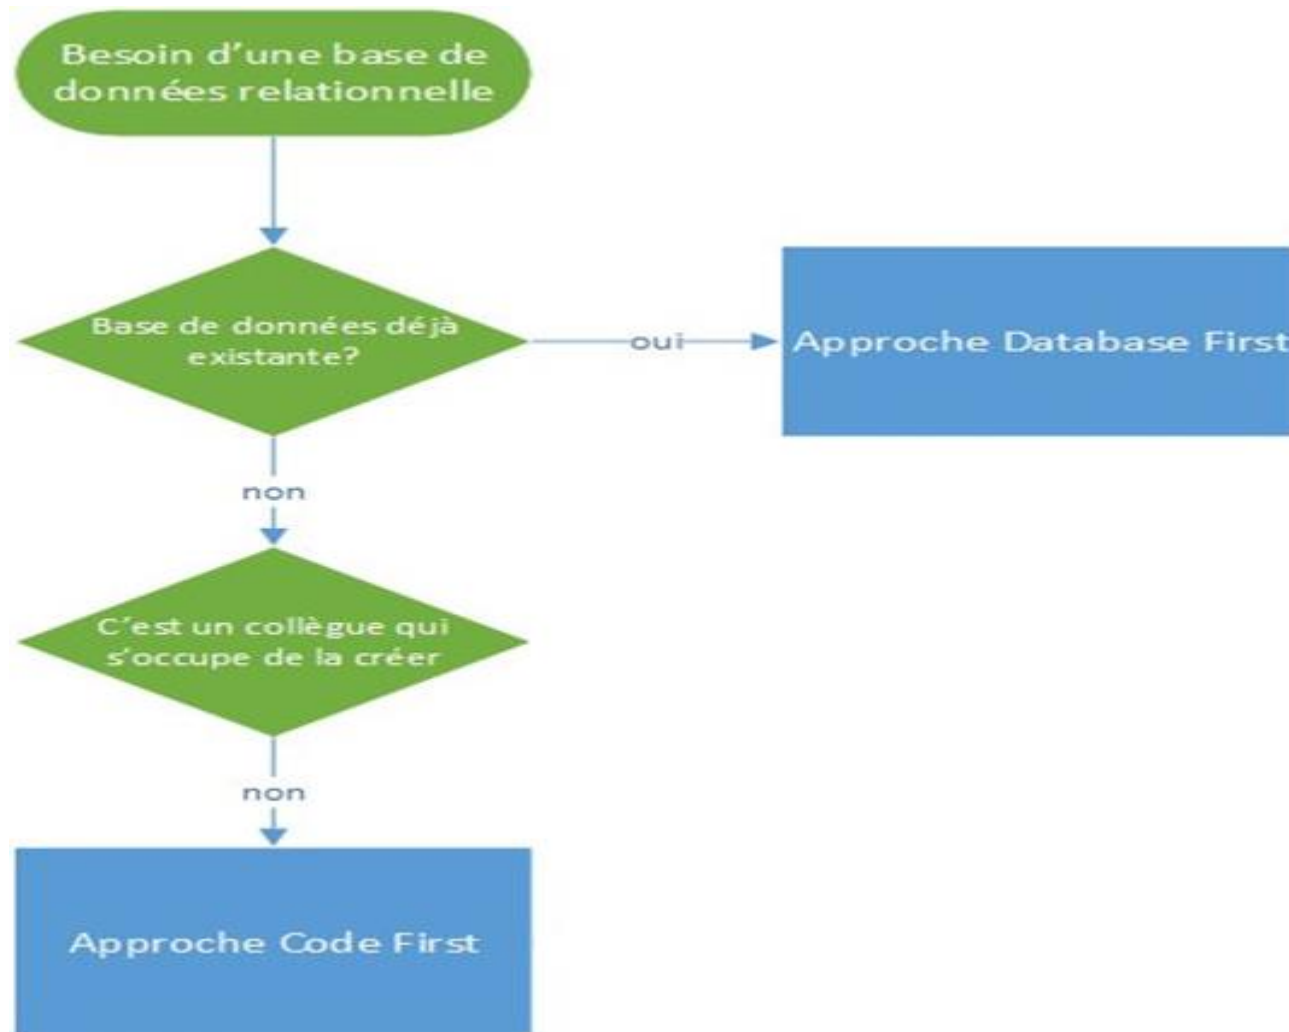 Besoin d'une base de
données relationnelle
Base de données déjà
existante?
oui
Approche Database First
non
C'est un collègue qui
s'occupe de la créer
non
Approche Code First